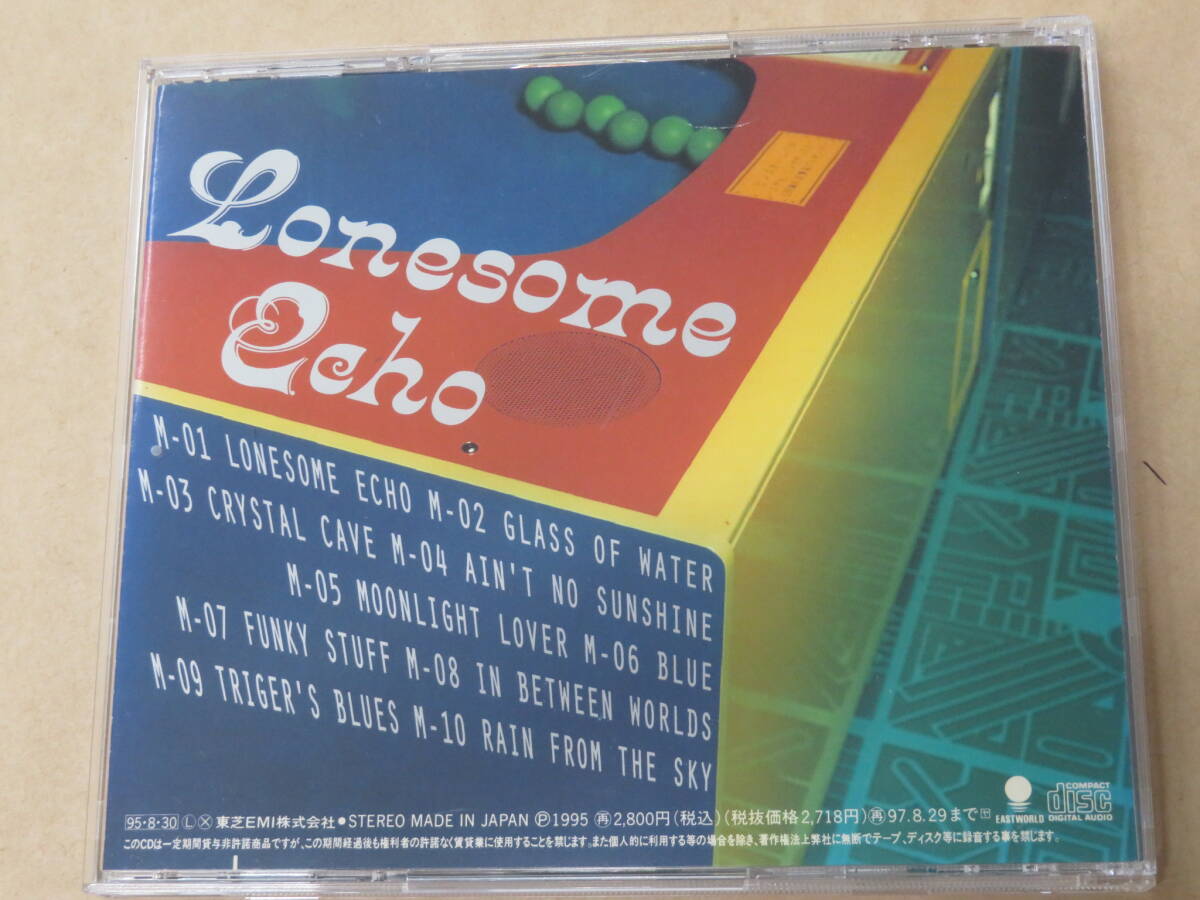 Lonesome
Echo
M-01 LONESOME ECHO M-02 GLASS OF WATER
M-03 CRYSTAL CAVE M-04 AIN'T NO SUNSHINE
M-05 MOONLIGHT LOVER M-06 BLUE
M-07 FUNKY STUFF M-08 IN BETWEEN WORLDS
M-09 TRIGER'S BLUES M-10 RAIN FROM THE SKY
EASTWORLD
COMPACT
disc
DIGITAL AUDIO
95・8・30 Ⓛ Ⓧ 東芝EMI株式会社●STEREO MADE IN JAPAN Ⓟ1995 ㊢2,800円(税込)(税抜価格2,718円)㊢97.8.29まで
このCDは一定期間貸与非許諾商品ですが、この期間経過後も権利者の許諾なく賃貸業に使用することを禁じます。また個人的に利用する等の場合を除き、著作権法上弊社に無断でテープ、ディスク等に録音する事を禁じます。